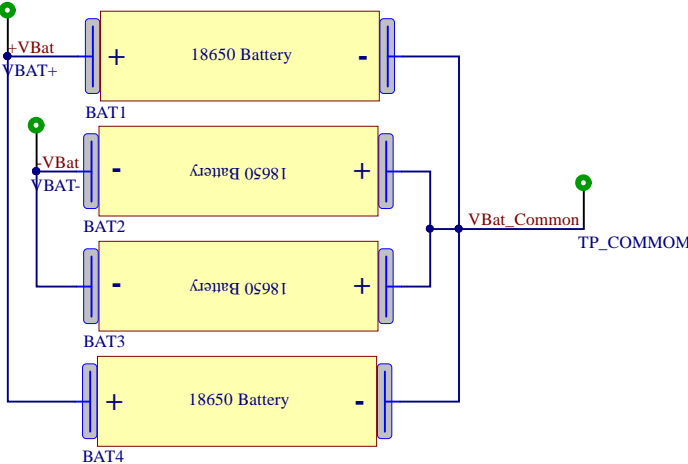 +VBat
VBAT+
+ 18650 Battery -
BAT1
-VBat
VBAT-
- 18650 Battery +
BAT2
VBat_Common
TP_COMMOM
- 18650 Battery +
BAT3
+ 18650 Battery -
BAT4